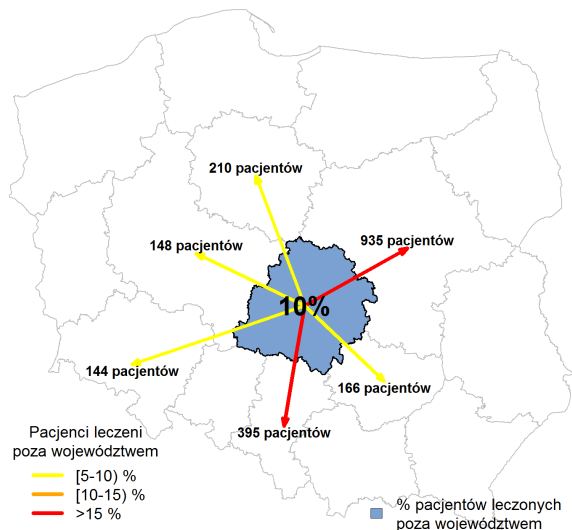 210 pacjentów
148 pacjentów
935 pacjentów
10%
144 pacjentów
166 pacjentów
395 pacjentów
Pacjenci leczeni
poza województwem
[5-10) %
[10-15) %
>15 %
% pacjentów leczonych
poza województwem